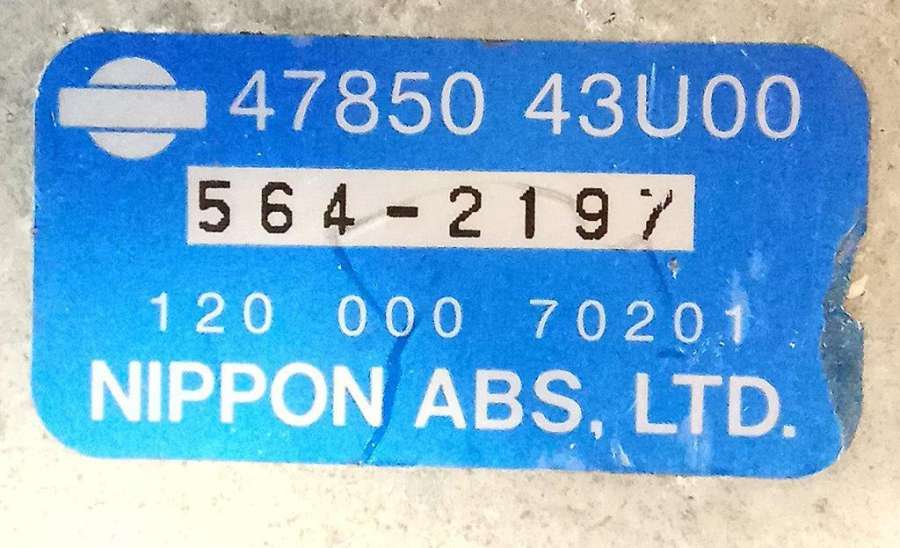 47850 43U00
564-2197
120 000 70201
NIPPON ABS, LTD.